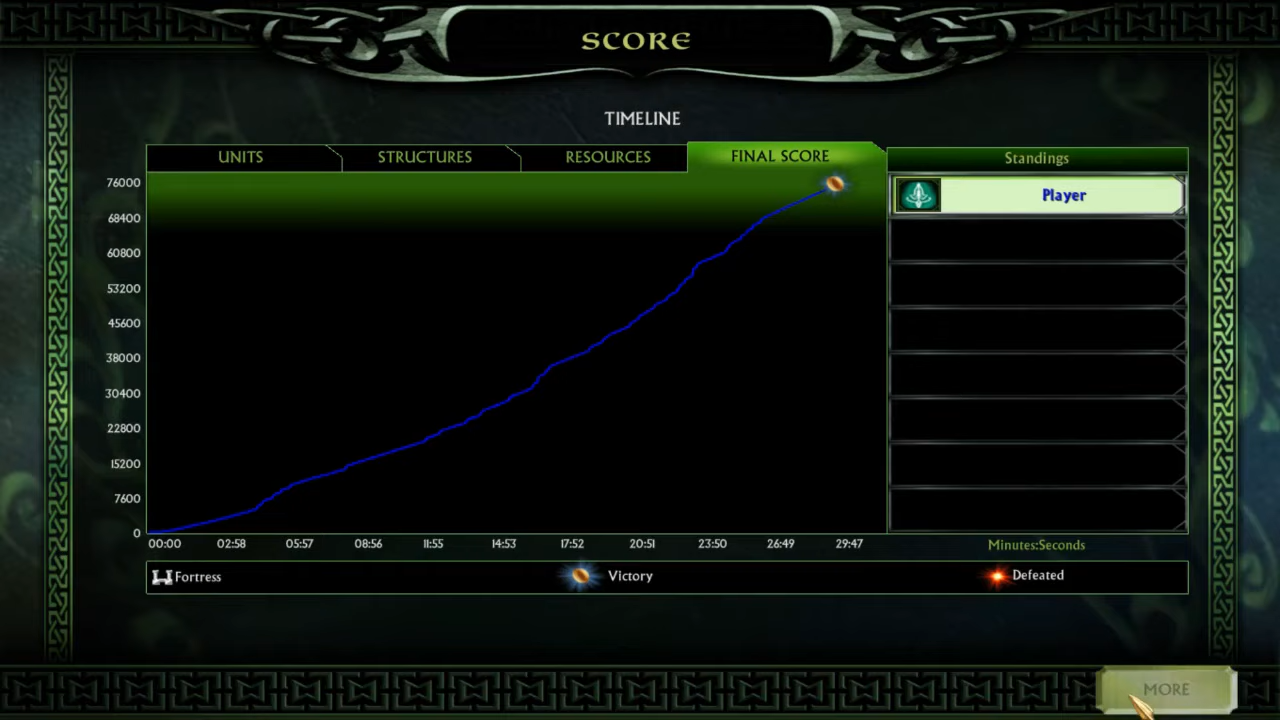 SCORE
TIMELINE
UNITS STRUCTURES RESOURCES FINAL SCORE Standings
Player
76000
68400
60800
53200
45600
38000
30400
22800
15200
7600
0
00:00 02:58 05:57 08:56 11:55 14:53 17:52 20:51 23:50 26:49 29:47 Minutes:Seconds
Fortress Victory Defeated
MORE